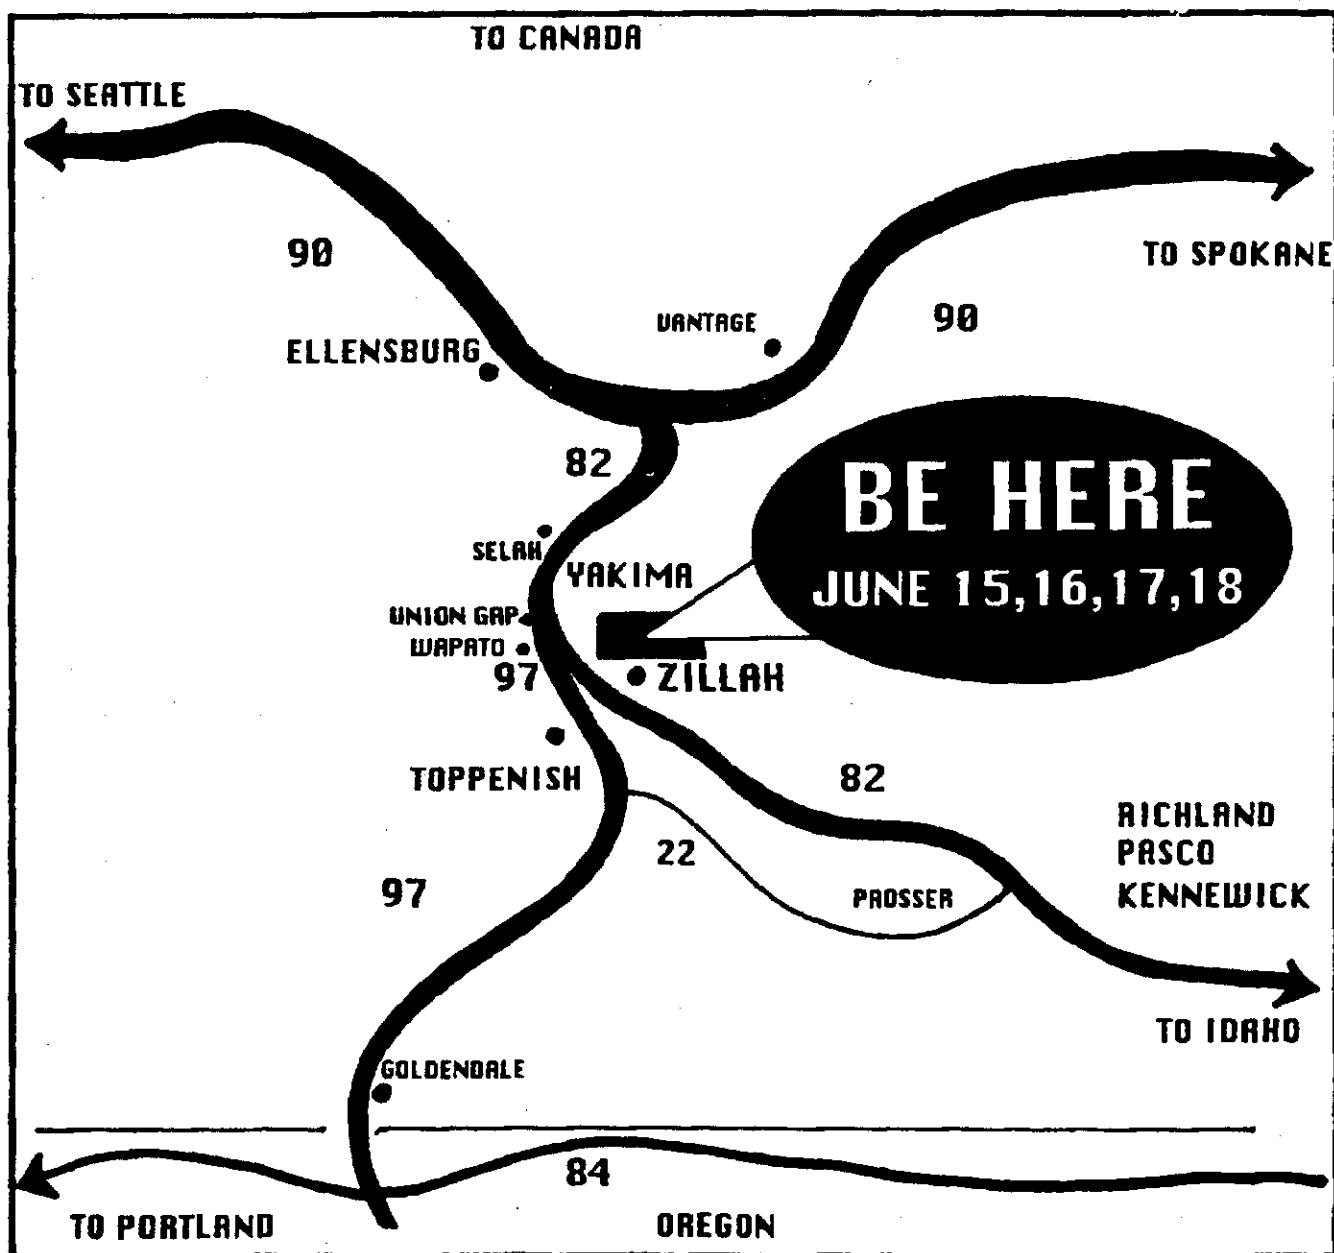 TO CANADA
TO SEATTLE
90
TO SPOKANE
VANTAGE
90
ELLENSBURG
82
BE HERE
JUNE 15,16,17,18
SELAH
YAKIMA
UNION GAP
WAPATO
97
ZILLAH
TOPPENISH
82
RICHLAND
PASCO
KENNEWICK
22
97
PROSSER
TO IDAHO
GOLDENDALE
84
TO PORTLAND
OREGON